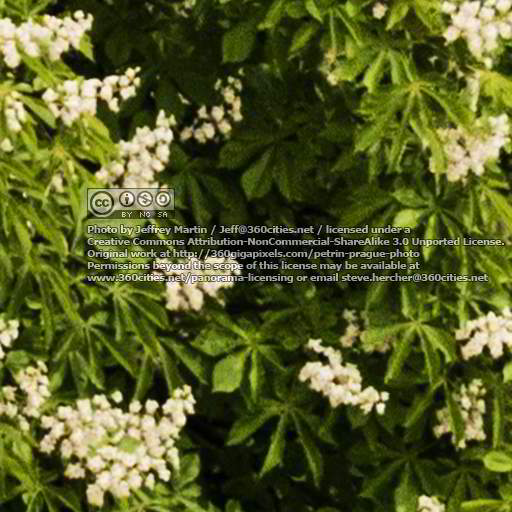 cc
BY NC SA
Photo by Jeffrey Martin / Jeff@360cities.net / licensed under a
Creative Commons Attribution-NonCommercial-ShareAlike 3.0 Unported License.
Original work at http://360gigapixels.com/petrin-prague-photo
Permissions beyond the scope of this license may be available at
www.360cities.net/panorama-licensing or email steve.hercher@360cities.net